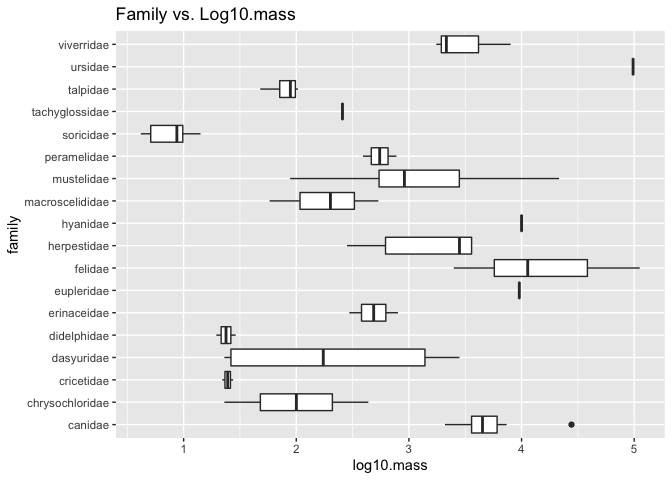 Family vs. Log10.mass
viverridae
ursidae
talpidae
tachyglossidae
soricidae
peramelidae
mustelidae
macroscelididae
hyanidae
herpestidae
felidae
eupleridae
erinaceidae
didelphidae
dasyuridae
cricetidae
chrysochloridae
canidae
family
1 2 3 4 5
log10.mass